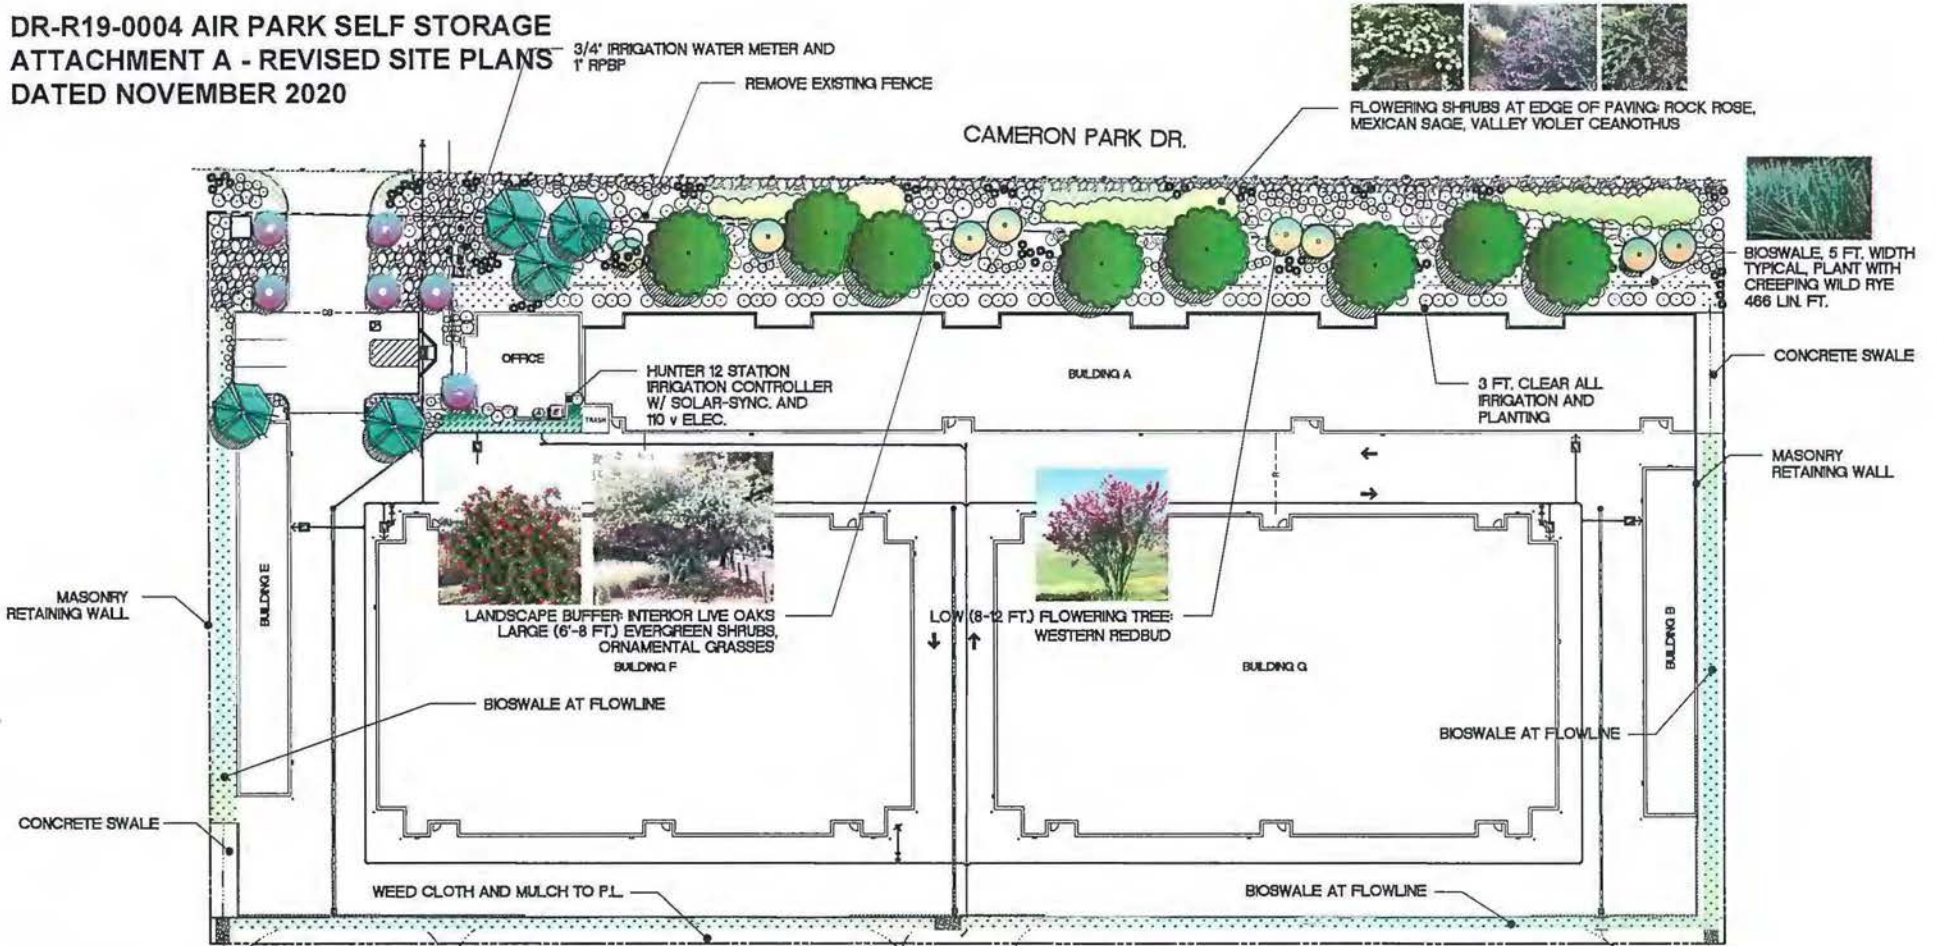 DR-R19-0004 AIR PARK SELF STORAGE
ATTACHMENT A - REVISED SITE PLANS
DATED NOVEMBER 2020
3/4" IRRIGATION WATER METER AND
1" RPBP
REMOVE EXISTING FENCE
CAMERON PARK DR.
FLOWERING SHRUBS AT EDGE OF PAVING: ROCK ROSE,
MEXICAN SAGE, VALLEY VIOLET CEANOTHUS
BIOSWALE, 5 FT. WIDTH
TYPICAL, PLANT WITH
CREEPING WILD RYE
466 LIN. FT.
OFFICE
HUNTER 12 STATION
IRRIGATION CONTROLLER
W/ SOLAR-SYNC. AND
110 v ELEC.
TRASH
BUILDING A
3 FT. CLEAR ALL
IRRIGATION AND
PLANTING
CONCRETE SWALE
MASONRY
RETAINING WALL
MASONRY
RETAINING WALL
BUILDING E
LANDSCAPE BUFFER: INTERIOR LIVE OAKS
LARGE (6'-8 FT.) EVERGREEN SHRUBS,
ORNAMENTAL GRASSES
BUILDING F
LOW (8-12 FT.) FLOWERING TREE:
WESTERN REDBUD
BUILDING G
BUILDING B
BIOSWALE AT FLOWLINE
BIOSWALE AT FLOWLINE
CONCRETE SWALE
WEED CLOTH AND MULCH TO P.L.
BIOSWALE AT FLOWLINE